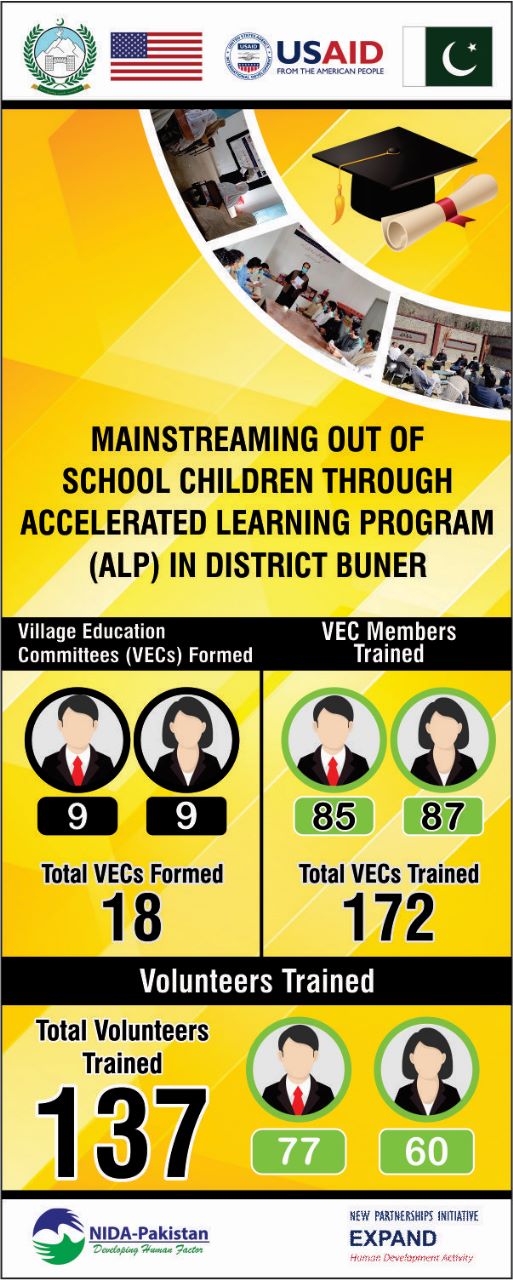 USAID
FROM THE AMERICAN PEOPLE
MAINSTREAMING OUT OF
SCHOOL CHILDREN THROUGH
ACCELERATED LEARNING PROGRAM
(ALP) IN DISTRICT BUNER
Village Education
Committees (VECs) Formed
VEC Members
Trained
9 9
85 87
Total VECs Formed
18
Total VECs Trained
172
Volunteers Trained
Total Volunteers
Trained
137
77 60
NIDA-Pakistan
Developing Human Factor
NEW PARTNERSHIPS INITIATIVE
EXPAND
Human Development Activity